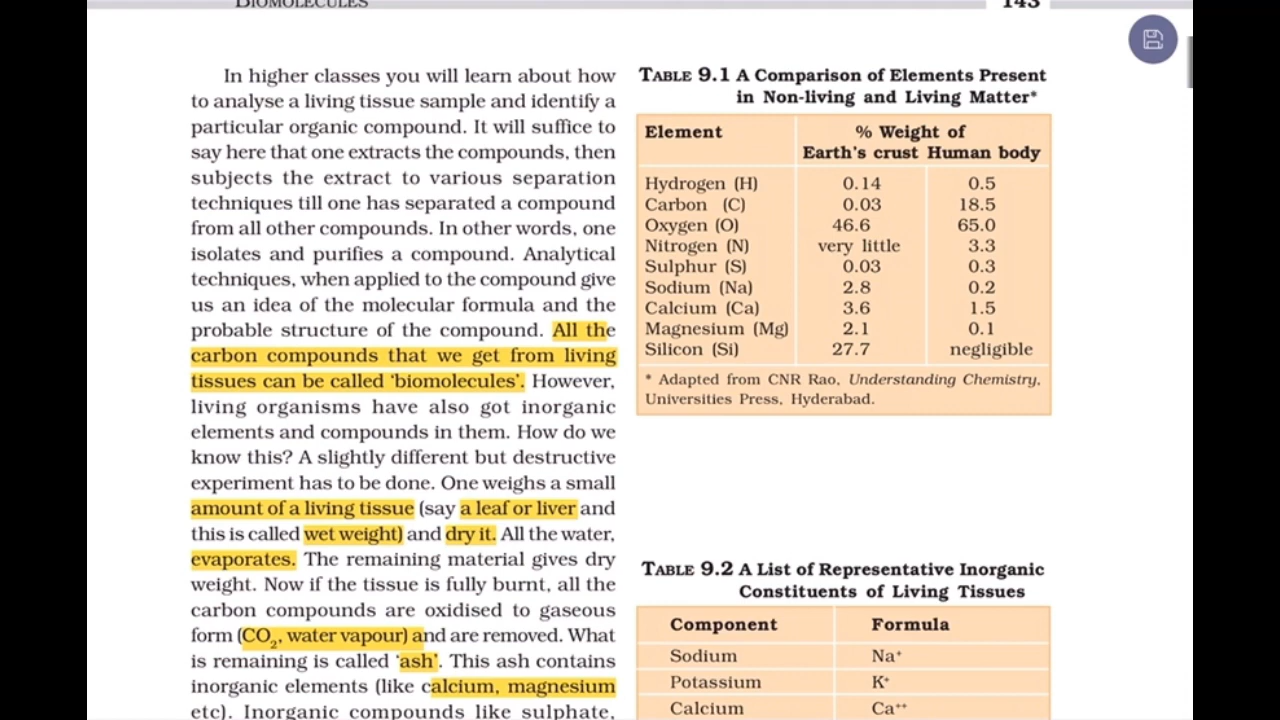 BIOMOLECULES
143
In higher classes you will learn about how
to analyse a living tissue sample and identify a
particular organic compound. It will suffice to
say here that one extracts the compounds, then
subjects the extract to various separation
techniques till one has separated a compound
from all other compounds. In other words, one
isolates and purifies a compound. Analytical
techniques, when applied to the compound give
us an idea of the molecular formula and the
probable structure of the compound. All the
carbon compounds that we get from living
tissues can be called ‘biomolecules’. However,
living organisms have also got inorganic
elements and compounds in them. How do we
know this? A slightly different but destructive
experiment has to be done. One weighs a small
amount of a living tissue (say a leaf or liver and
this is called wet weight) and dry it. All the water,
evaporates. The remaining material gives dry
weight. Now if the tissue is fully burnt, all the
carbon compounds are oxidised to gaseous
form (CO₂, water vapour) and are removed. What
is remaining is called ‘ash’. This ash contains
inorganic elements (like calcium, magnesium
etc). Inorganic compounds like sulphate,
TABLE 9.1 A Comparison of Elements Present
in Non-living and Living Matter*
Element % Weight of
Earth's crust Human body
Hydrogen (H) 0.14 0.5
Carbon (C) 0.03 18.5
Oxygen (O) 46.6 65.0
Nitrogen (N) very little 3.3
Sulphur (S) 0.03 0.3
Sodium (Na) 2.8 0.2
Calcium (Ca) 3.6 1.5
Magnesium (Mg) 2.1 0.1
Silicon (Si) 27.7 negligible
* Adapted from CNR Rao, Understanding Chemistry,
Universities Press, Hyderabad.
TABLE 9.2 A List of Representative Inorganic
Constituents of Living Tissues
Component Formula
Sodium Na⁺
Potassium K⁺
Calcium Ca⁺⁺